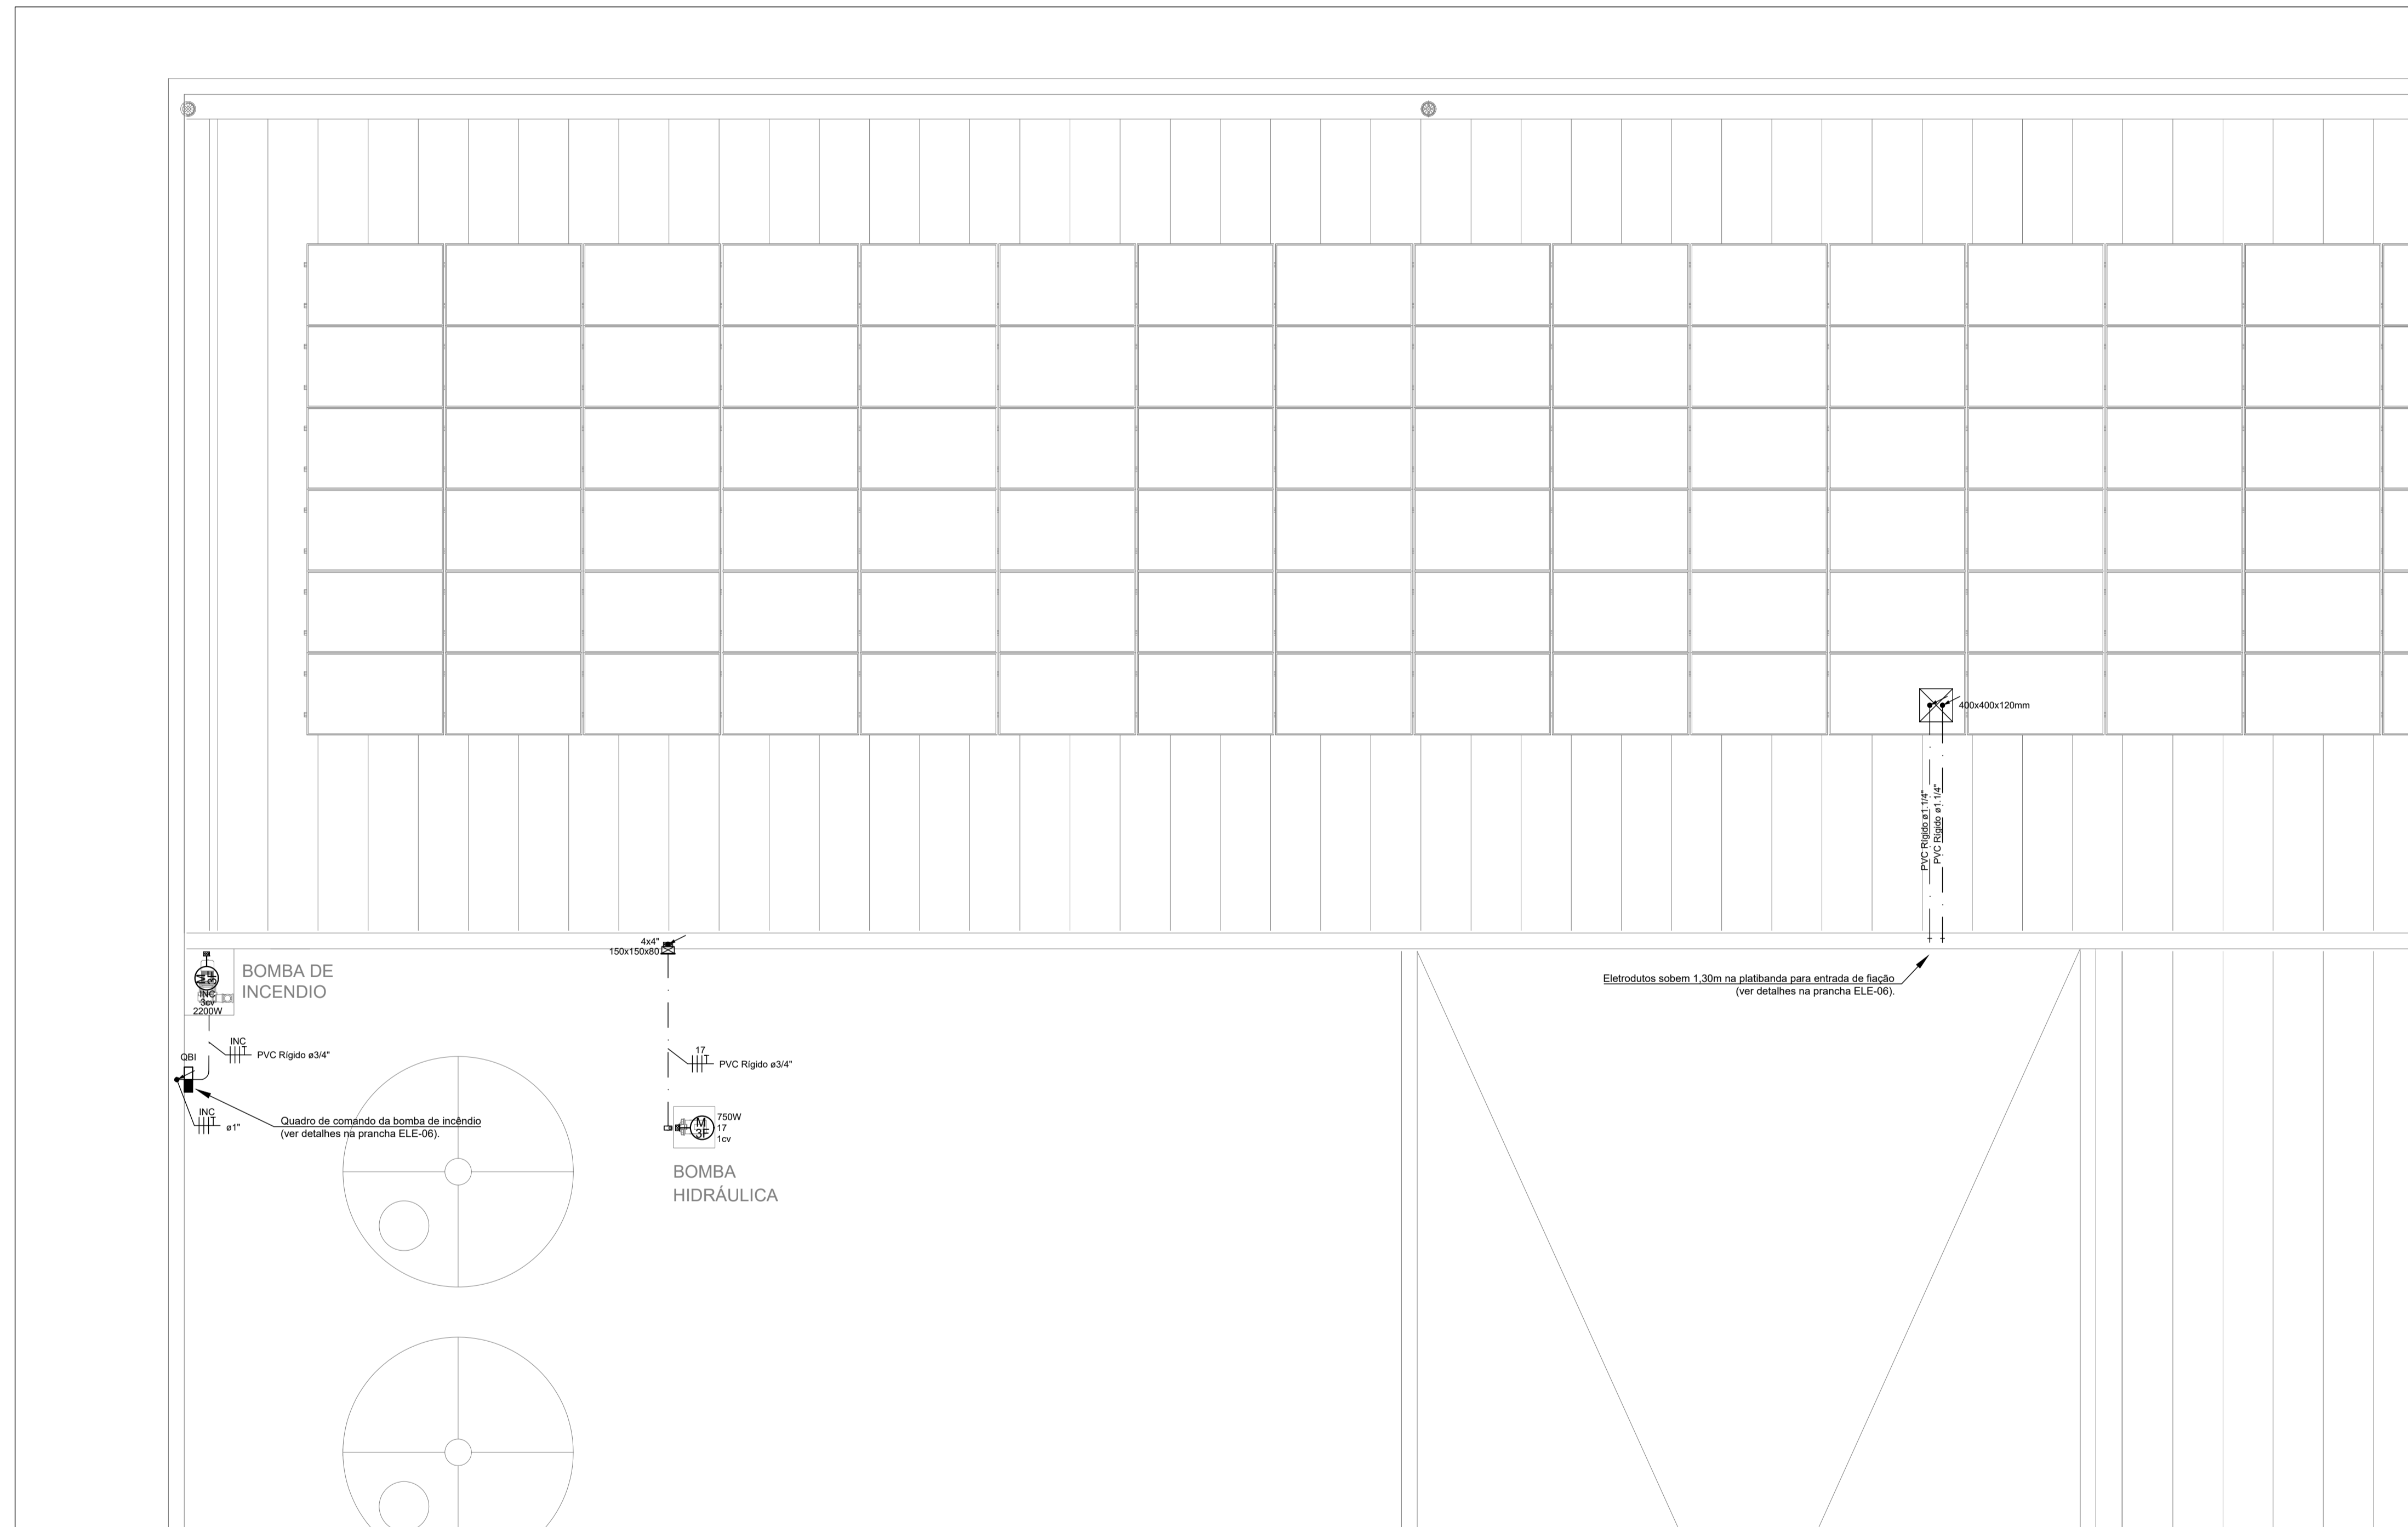 400x400x120mm
PVC Rígido ø1.1/4"
PVC Rígido ø1.1/4"
4x4"
150x150x80
BOMBA DE
INCENDIO
M
3F
INC
3cv
2200W
Eletrodutos sobem 1,30m na platibanda para entrada de fiação
(ver detalhes na prancha ELE-06).
INC
T
PVC Rígido ø3/4"
QBI
17
T
PVC Rígido ø3/4"
INC
T
ø1"
Quadro de comando da bomba de incêndio
(ver detalhes na prancha ELE-06).
M
3F
750W
17
1cv
BOMBA
HIDRÁULICA